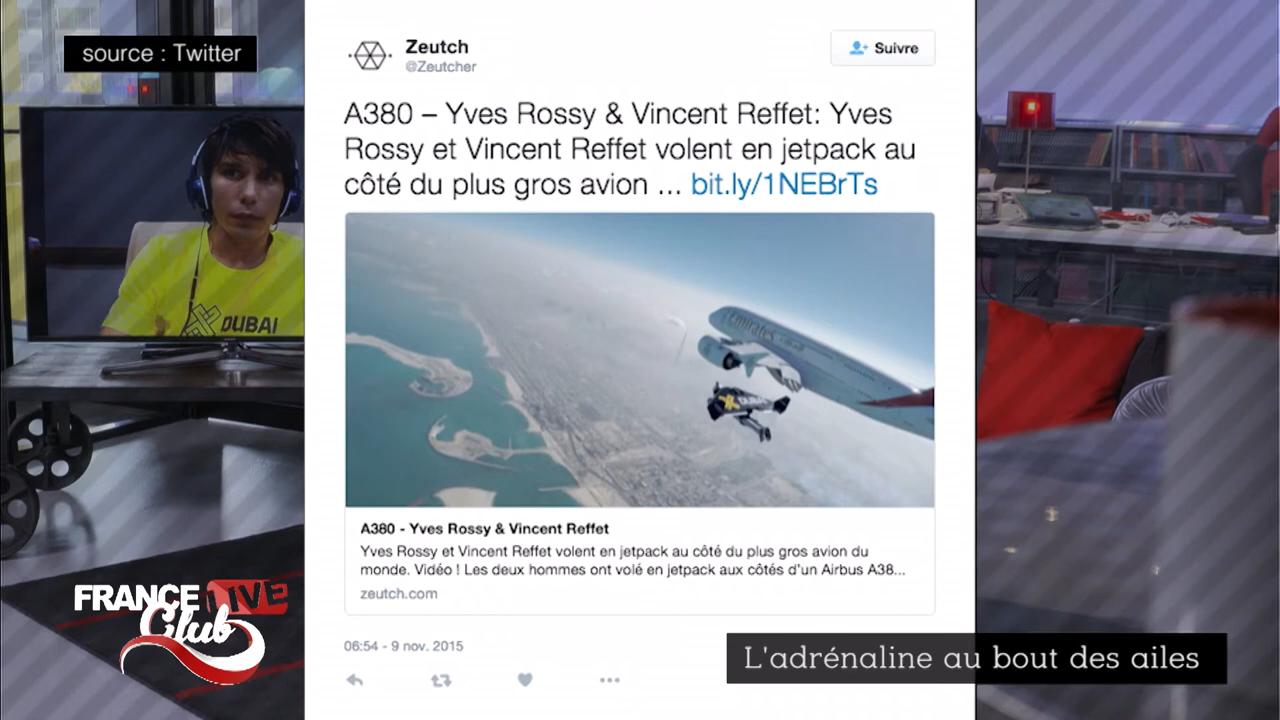 source : Twitter
Zeutch
@Zeutcher
Suivre
A380 – Yves Rossy & Vincent Reffet: Yves
Rossy et Vincent Reffet volent en jetpack au
côté du plus gros avion ... bit.ly/1NEBrTs
DUBAI
Emirates
DUBAI
A380 - Yves Rossy & Vincent Reffet
Yves Rossy et Vincent Reffet volent en jetpack au côté du plus gros avion du
monde. Vidéo ! Les deux hommes ont volé en jetpack aux côtés d'un Airbus A38...
zeutch.com
06:54 - 9 nov. 2015
FRANCE LIVE
Club
L'adrénaline au bout des ailes